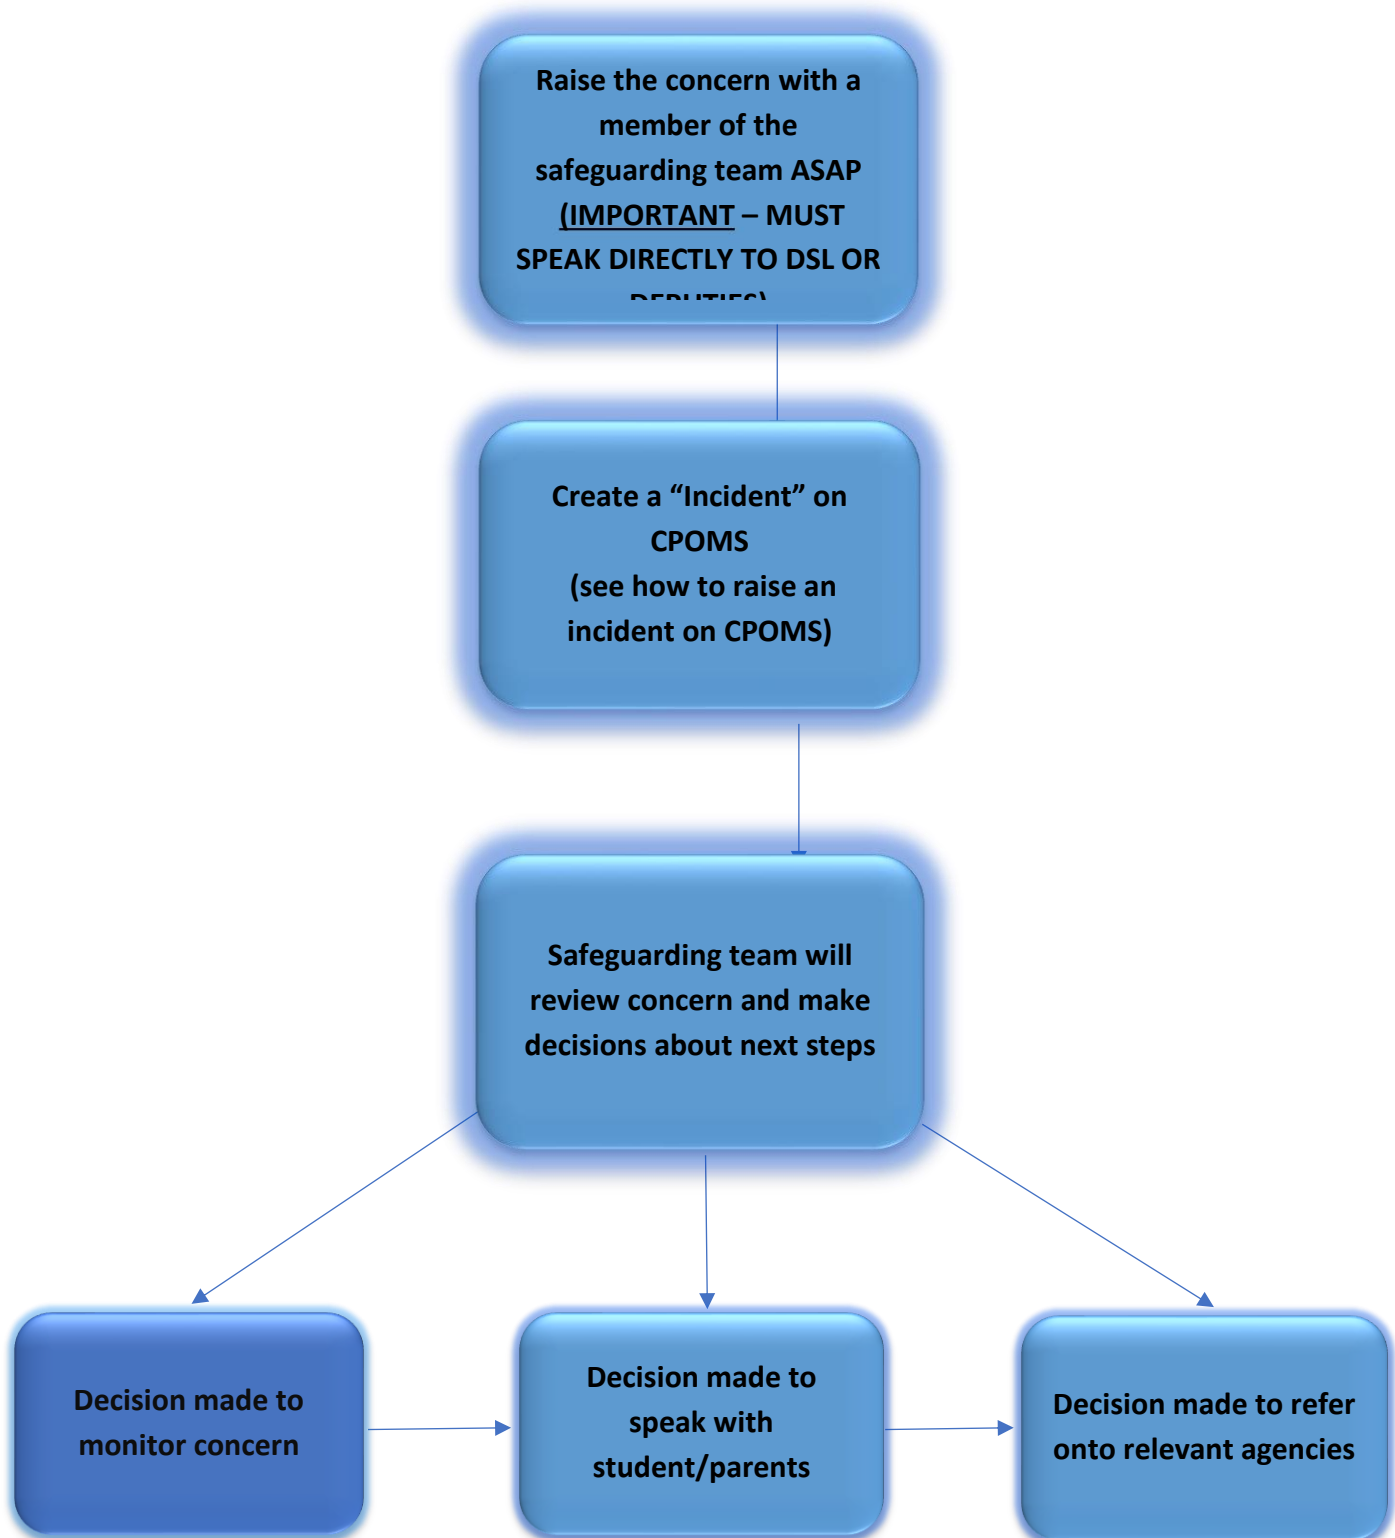 Raise the concern with a
member of the
safeguarding team ASAP
(IMPORTANT – MUST
SPEAK DIRECTLY TO DSL OR
DEPUTIES)
Create a “Incident” on
CPOMS
(see how to raise an
incident on CPOMS)
Safeguarding team will
review concern and make
decisions about next steps
Decision made to
monitor concern
Decision made to
speak with
student/parents
Decision made to refer
onto relevant agencies